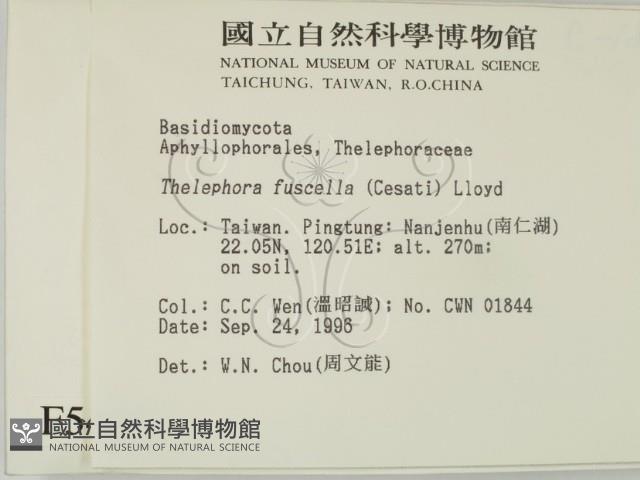 國立自然科學博物館
NATIONAL MUSEUM OF NATURAL SCIENCE
TAICHUNG, TAIWAN, R.O.CHINA
Basidiomycota
Aphyllophorales, Thelephoraceae
Thelephora fuscella (Cesati) Lloyd
Loc.: Taiwan. Pingtung: Nanjenhu(南仁湖)
22.05N, 120.51E; alt. 270m;
on soil.
Col.: C.C. Wen(溫昭誠); No. CWN 01844
Date: Sep. 24, 1996
Det.: W.N. Chou(周文能)
國立自然科學博物館
NATIONAL MUSEUM OF NATURAL SCIENCE